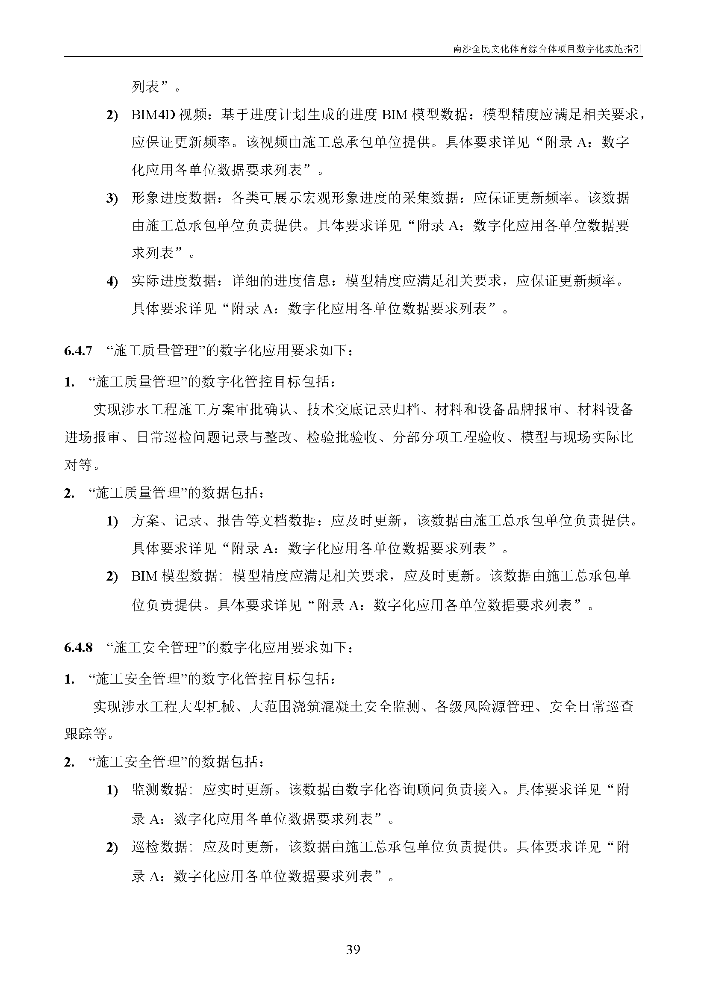 南沙全民文化体育综合体项目数字化实施指引
列表”。
2) BIM4D 视频：基于进度计划生成的进度 BIM 模型数据：模型精度应满足相关要求，
应保证更新频率。该视频由施工总承包单位提供。具体要求详见“附录 A：数字
化应用各单位数据要求列表”。
3) 形象进度数据：各类可展示宏观形象进度的采集数据：应保证更新频率。该数据
由施工总承包单位负责提供。具体要求详见“附录 A：数字化应用各单位数据要
求列表”。
4) 实际进度数据：详细的进度信息：模型精度应满足相关要求，应保证更新频率。
具体要求详见“附录 A：数字化应用各单位数据要求列表”。
6.4.7 “施工质量管理”的数字化应用要求如下：
1. “施工质量管理”的数字化管控目标包括：
实现涉水工程施工方案审批确认、技术交底记录归档、材料和设备品牌报审、材料设备
进场报审、日常巡检问题记录与整改、检验批验收、分部分项工程验收、模型与现场实际比
对等。
2. “施工质量管理”的数据包括：
1) 方案、记录、报告等文档数据：应及时更新，该数据由施工总承包单位负责提供。
具体要求详见“附录 A：数字化应用各单位数据要求列表”。
2) BIM 模型数据：模型精度应满足相关要求，应及时更新。该数据由施工总承包单
位负责提供。具体要求详见“附录 A：数字化应用各单位数据要求列表”。
6.4.8 “施工安全管理”的数字化应用要求如下：
1. “施工安全管理”的数字化管控目标包括：
实现涉水工程大型机械、大范围浇筑混凝土安全监测、各级风险源管理、安全日常巡查
跟踪等。
2. “施工安全管理”的数据包括：
1) 监测数据：应实时更新。该数据由数字化咨询顾问负责接入。具体要求详见“附
录 A：数字化应用各单位数据要求列表”。
2) 巡检数据：应及时更新，该数据由施工总承包单位负责提供。具体要求详见“附
录 A：数字化应用各单位数据要求列表”。
39